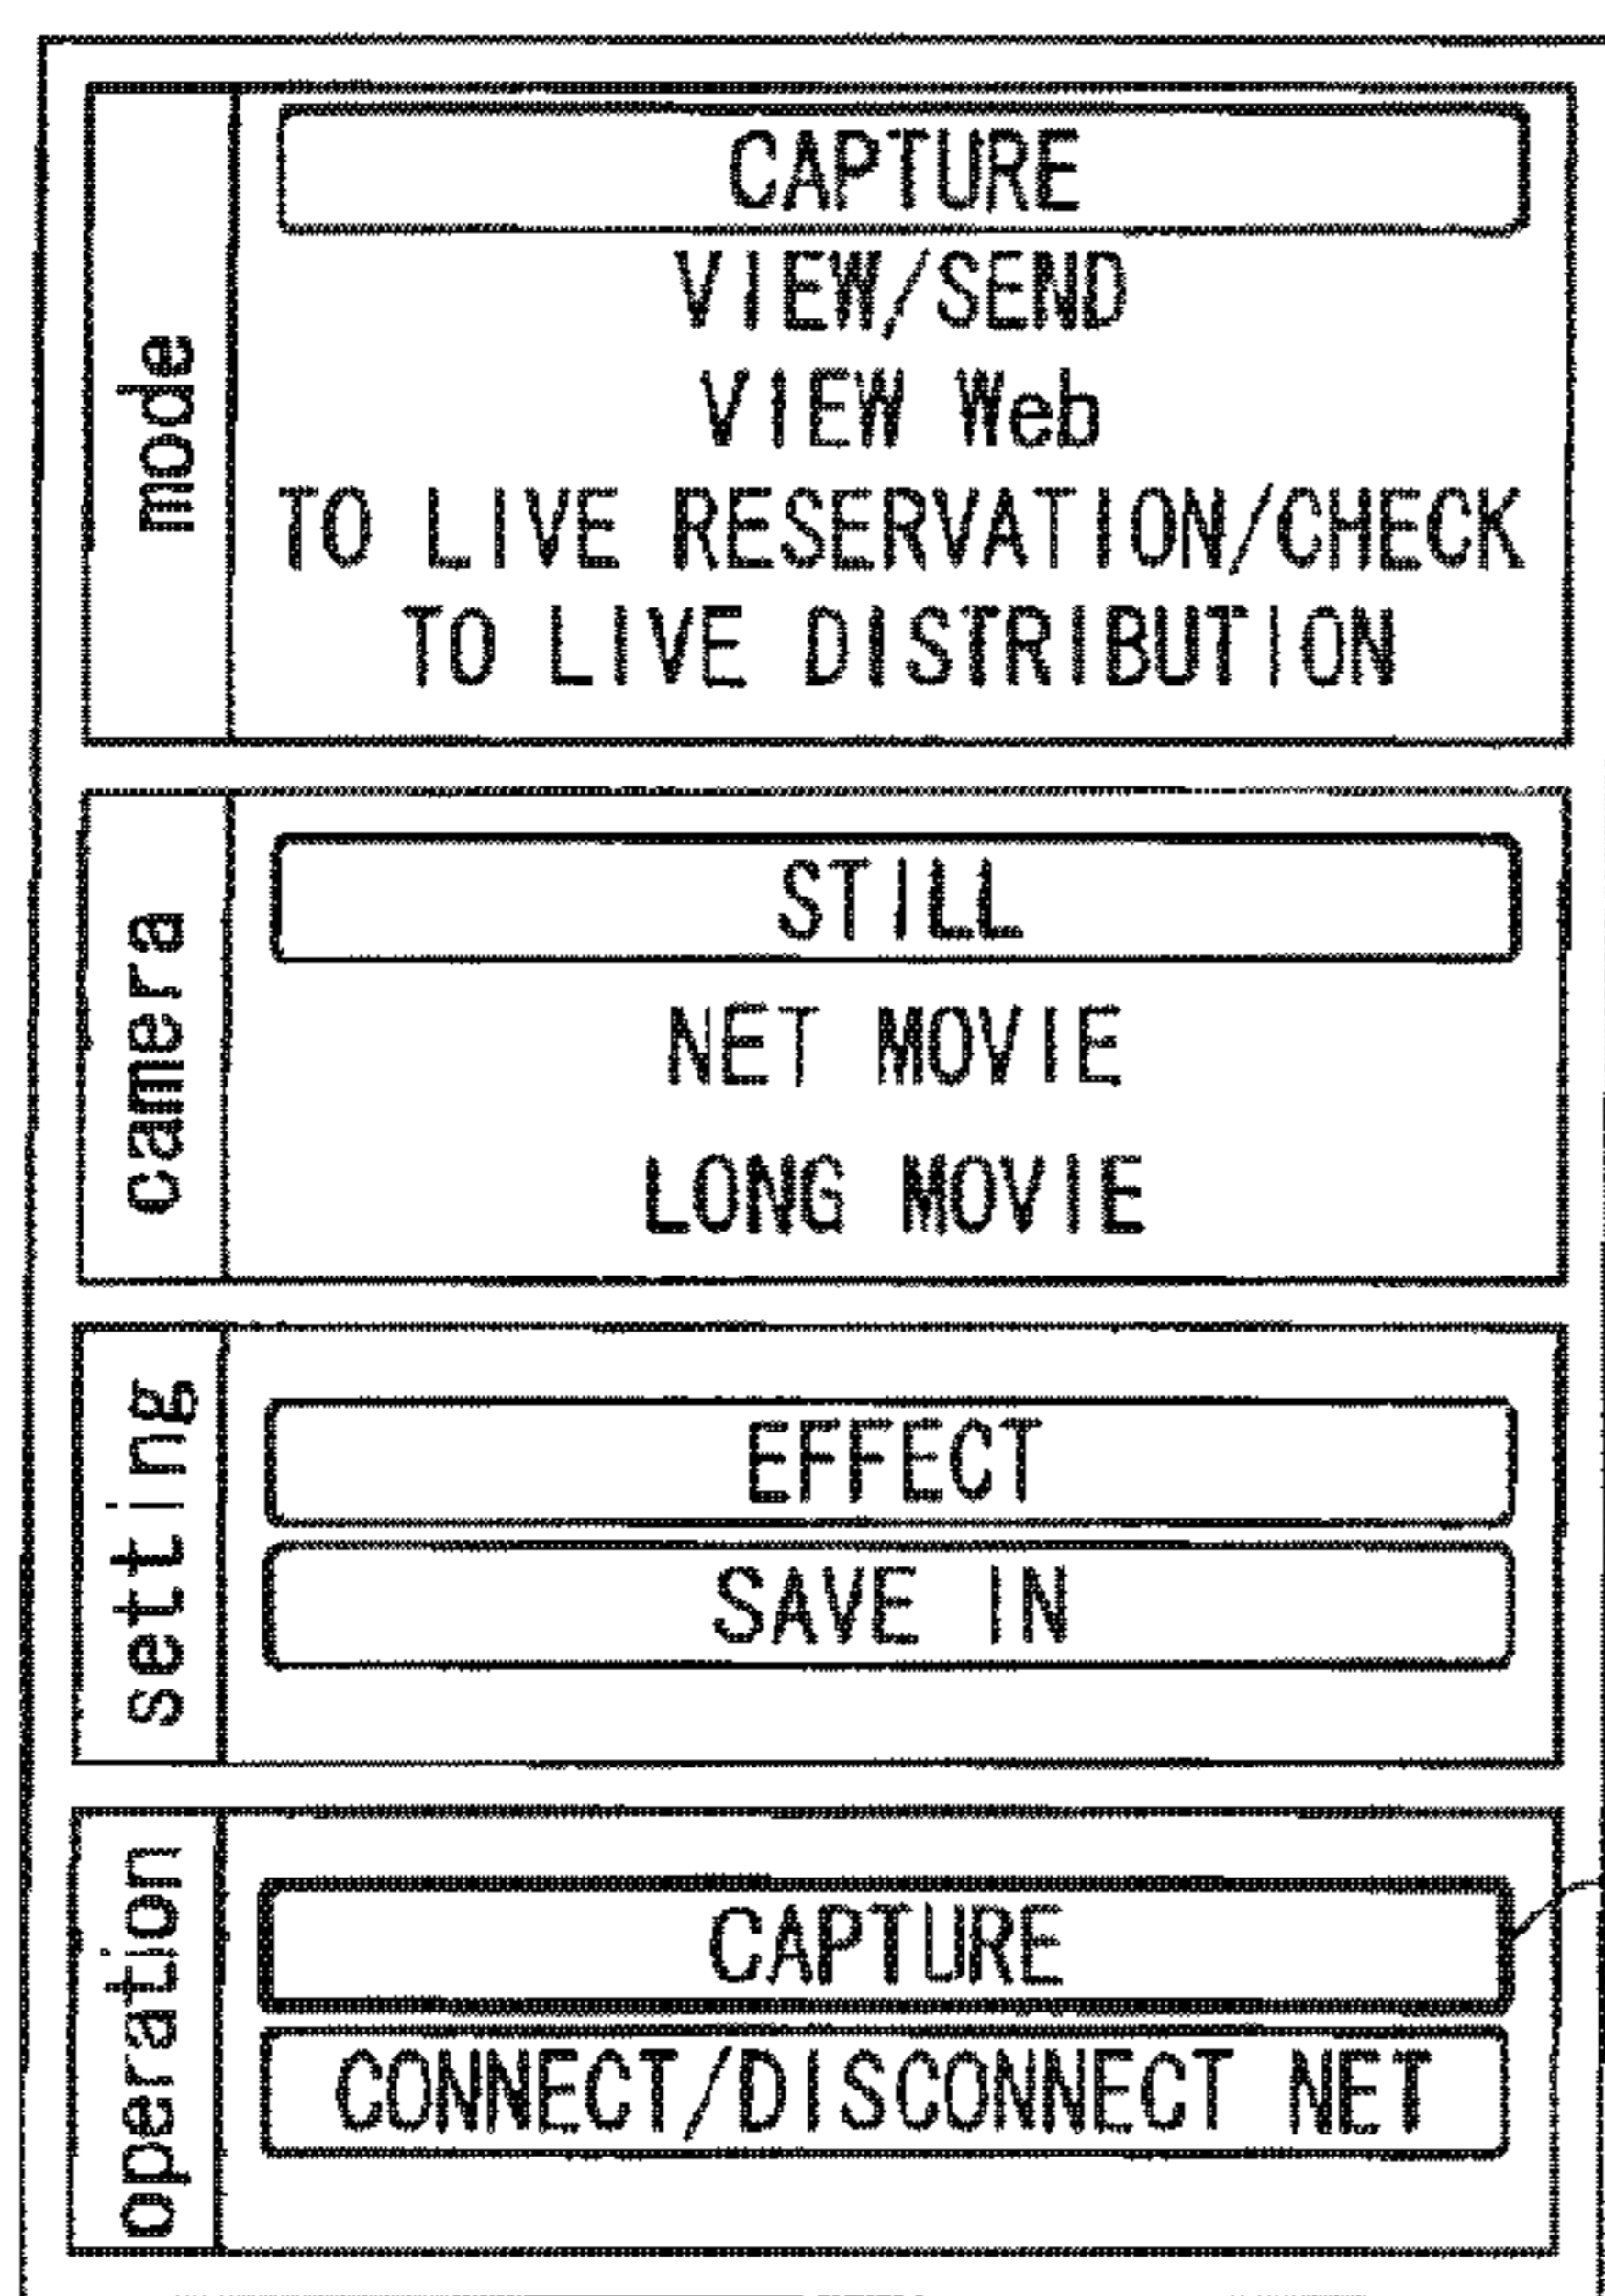 mode
CAPTURE
VIEW/SEND
VIEW Web
TO LIVE RESERVATION/CHECK
TO LIVE DISTRIBUTION
camera
STILL
NET MOVIE
LONG MOVIE
setting
EFFECT
SAVE IN
operation
CAPTURE
CONNECT/DISCONNECT NET